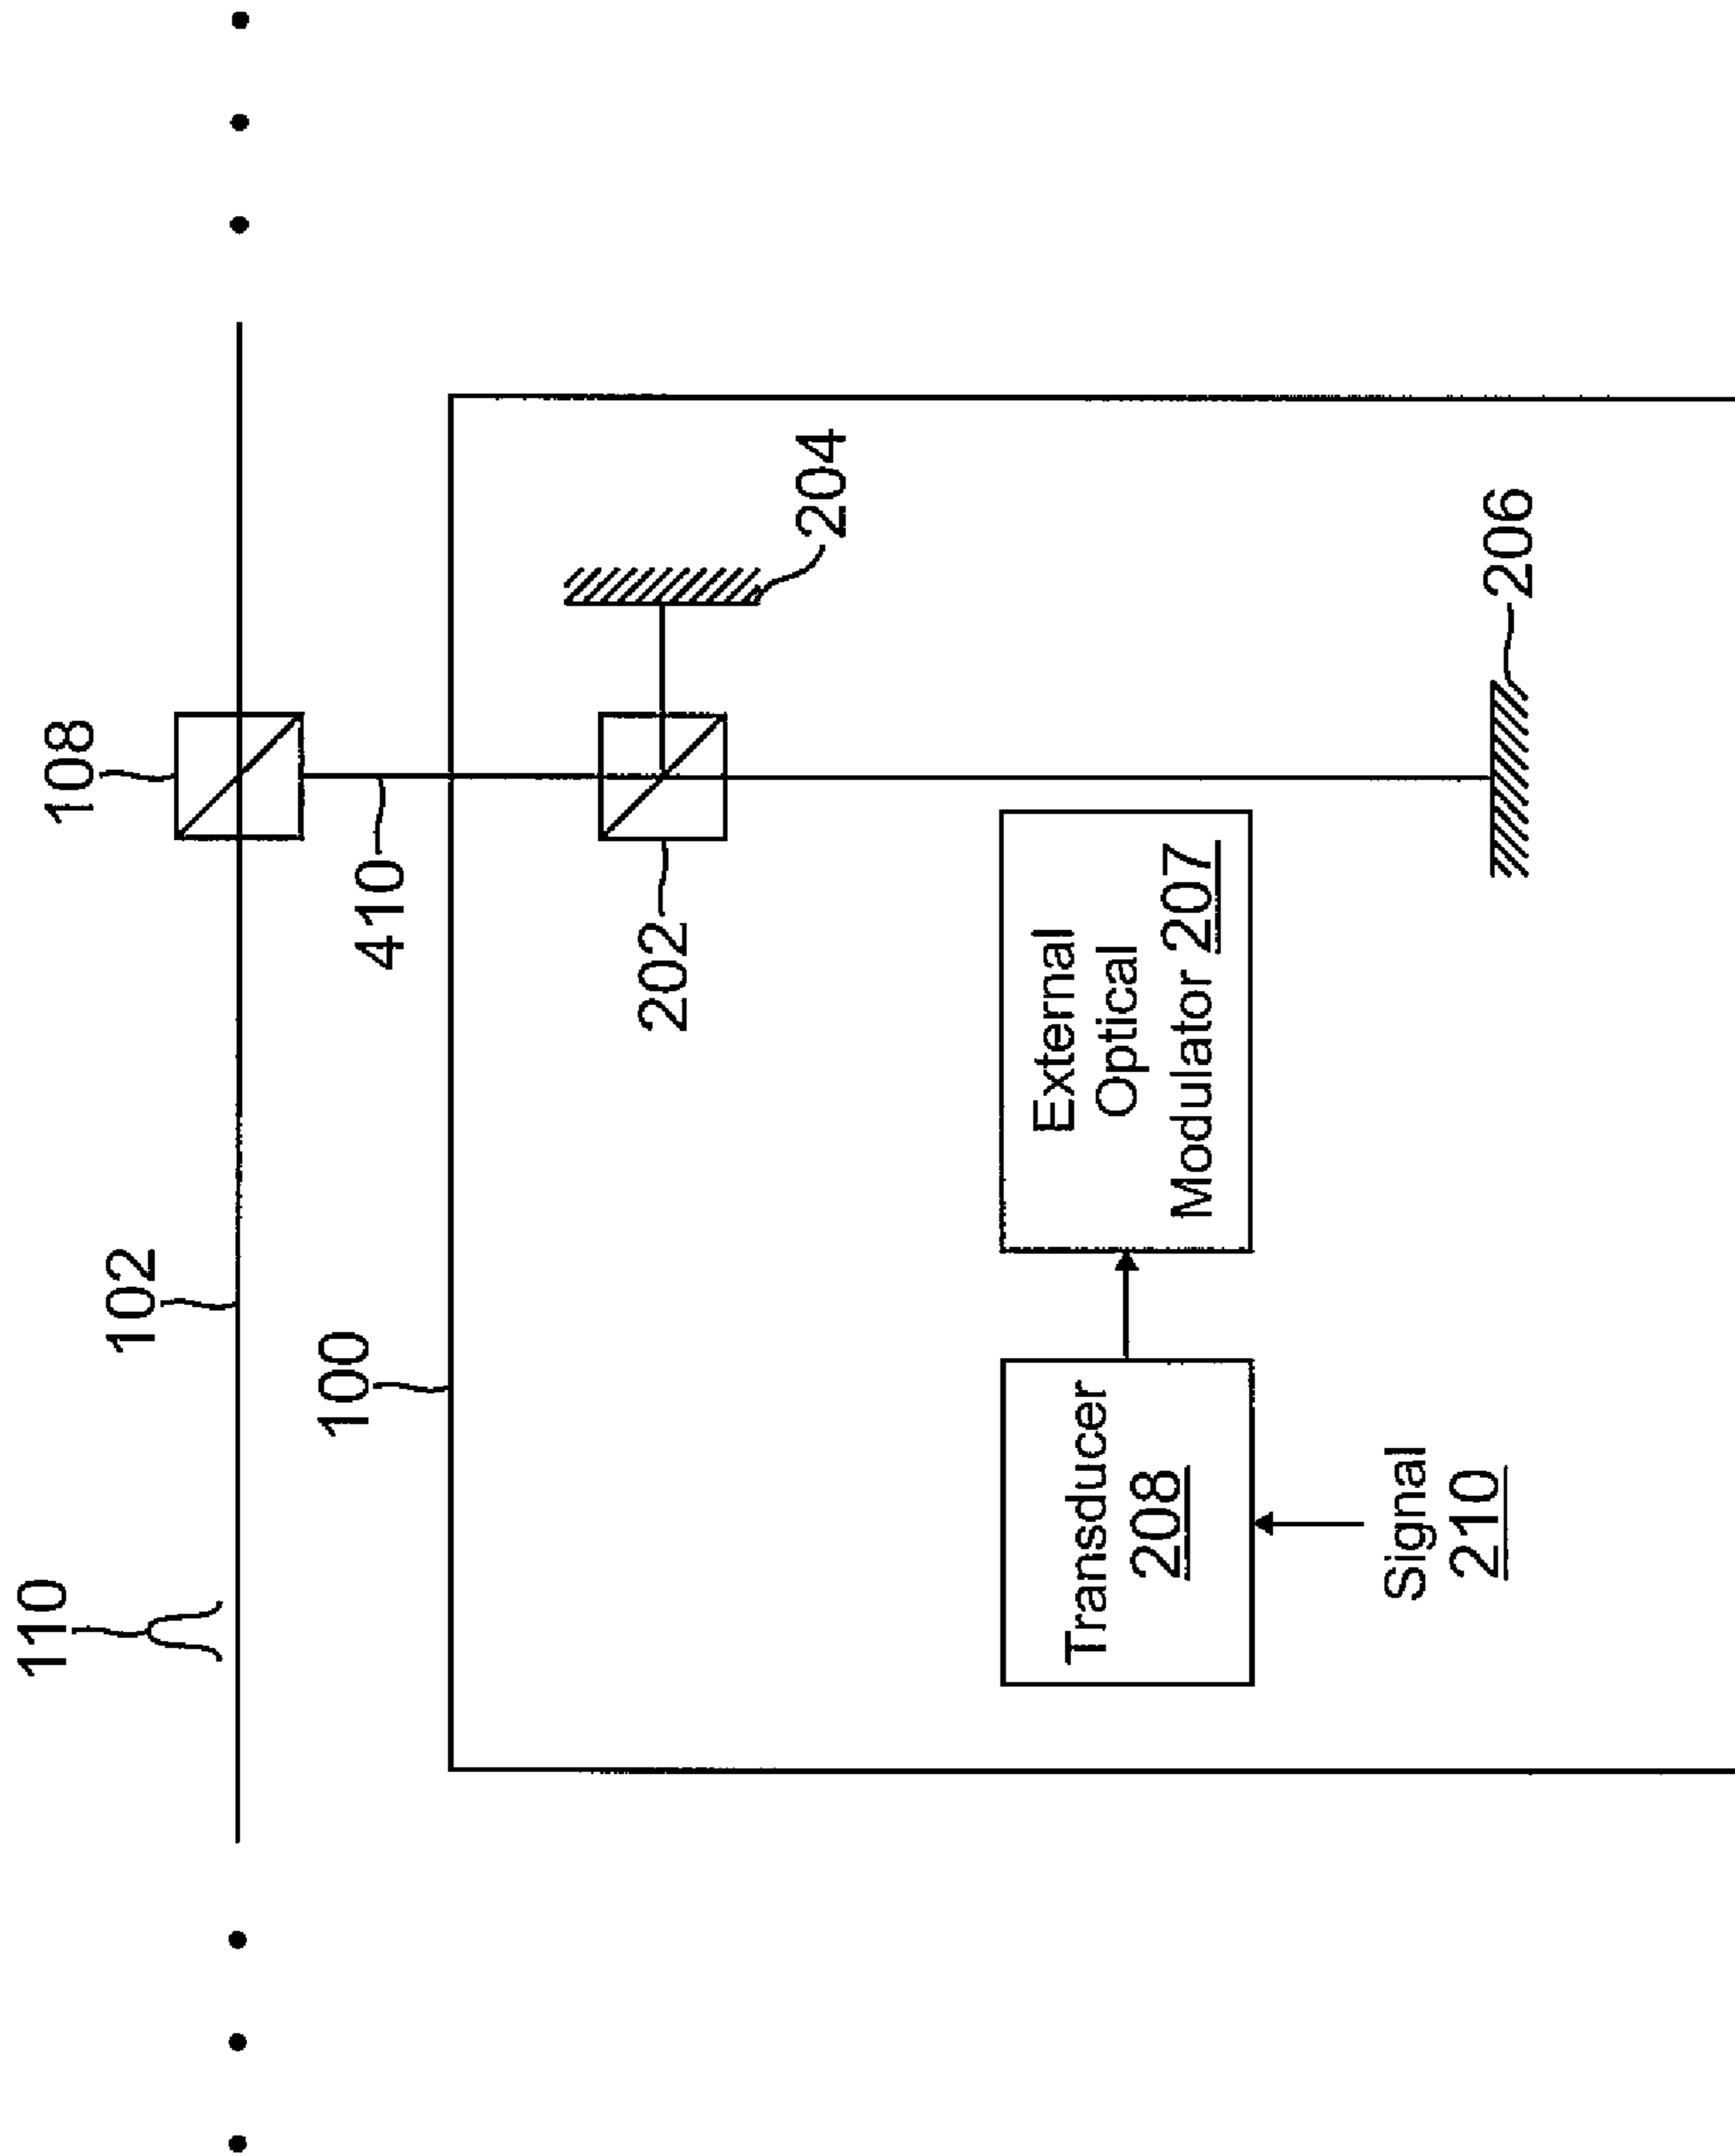 110
102
108
100
410
202
204
External
Optical
Modulator 207
Transducer
208
Signal
210
206